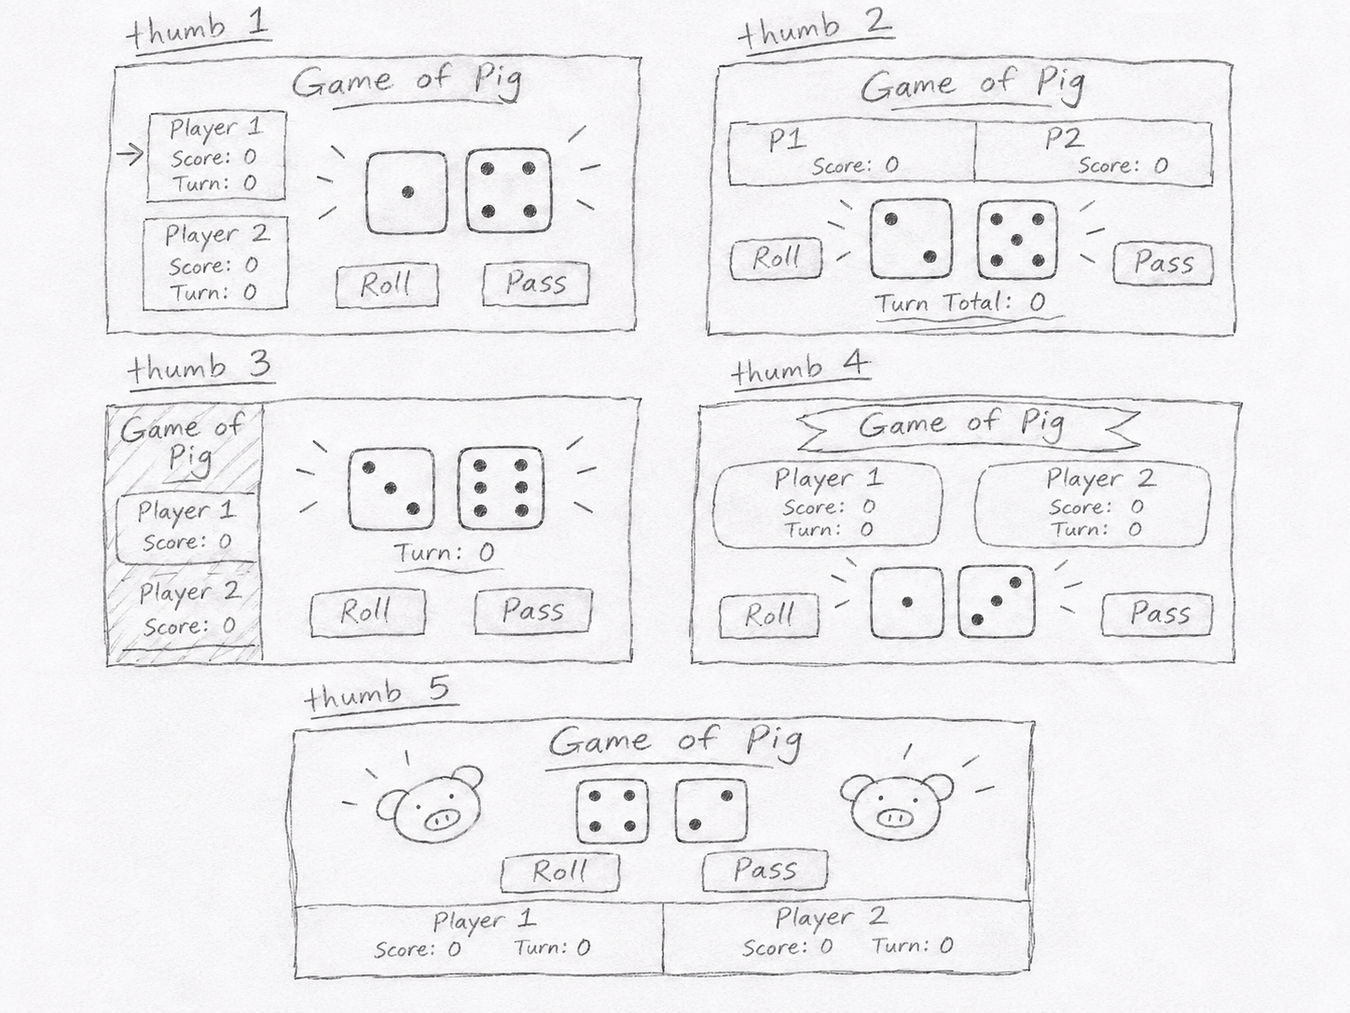 thumb 1
Game of Pig
Player 1
Score: 0
Turn: 0
Player 2
Score: 0
Turn: 0
Roll
Pass
thumb 2
Game of Pig
P1
Score: 0
P2
Score: 0
Roll
Pass
Turn Total: 0
thumb 3
Game of
Pig
Player 1
Score: 0
Player 2
Score: 0
Turn: 0
Roll
Pass
thumb 4
Game of Pig
Player 1
Score: 0
Turn: 0
Player 2
Score: 0
Turn: 0
Roll
Pass
thumb 5
Game of Pig
Roll
Pass
Player 1
Score: 0 Turn: 0
Player 2
Score: 0 Turn: 0